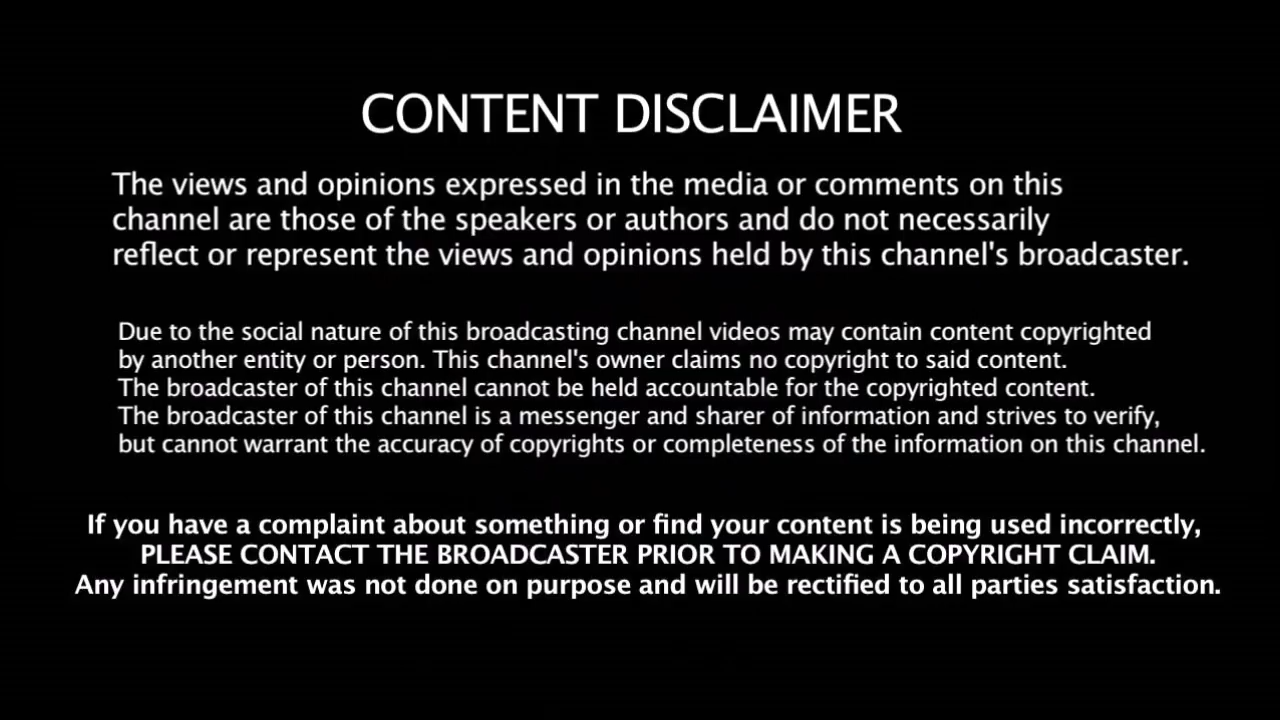 CONTENT DISCLAIMER
The views and opinions expressed in the media or comments on this
channel are those of the speakers or authors and do not necessarily
reflect or represent the views and opinions held by this channel's broadcaster.
Due to the social nature of this broadcasting channel videos may contain content copyrighted
by another entity or person. This channel's owner claims no copyright to said content.
The broadcaster of this channel cannot be held accountable for the copyrighted content.
The broadcaster of this channel is a messenger and sharer of information and strives to verify,
but cannot warrant the accuracy of copyrights or completeness of the information on this channel.
If you have a complaint about something or find your content is being used incorrectly,
PLEASE CONTACT THE BROADCASTER PRIOR TO MAKING A COPYRIGHT CLAIM.
Any infringement was not done on purpose and will be rectified to all parties satisfaction.